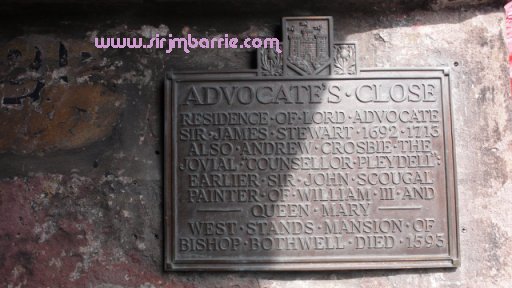 www.sirjmbarrie.com
ADVOCATE'S · CLOSE
RESIDENCE · OF · LORD · ADVOCATE
SIR · JAMES · STEWART · 1692 · 1713
ALSO · ANDREW · CROSBIE · THE
JOVIAL · "COUNSELLOR · PLEYDELL":
EARLIER · SIR · JOHN · SCOUGAL
PAINTER · OF · WILLIAM · III · AND
QUEEN · MARY
WEST · STANDS · MANSION · OF
BISHOP · BOTHWELL · DIED · 1593